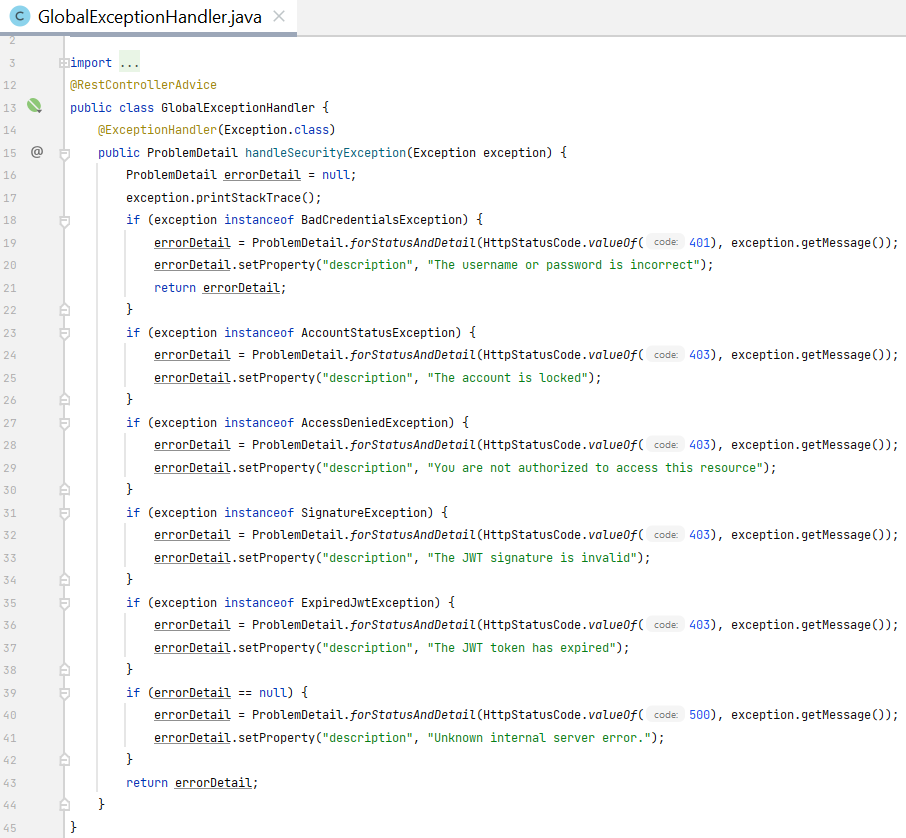 C GlobalExceptionHandler.java
2
3 import ...
12 @RestControllerAdvice
13 public class GlobalExceptionHandler {
14     @ExceptionHandler(Exception.class)
15 @     public ProblemDetail handleSecurityException(Exception exception) {
16         ProblemDetail errorDetail = null;
17         exception.printStackTrace();
18         if (exception instanceof BadCredentialsException) {
19             errorDetail = ProblemDetail.forStatusAndDetail(HttpStatusCode.valueOf( code: 401), exception.getMessage());
20             errorDetail.setProperty("description", "The username or password is incorrect");
21             return errorDetail;
22         }
23         if (exception instanceof AccountStatusException) {
24             errorDetail = ProblemDetail.forStatusAndDetail(HttpStatusCode.valueOf( code: 403), exception.getMessage());
25             errorDetail.setProperty("description", "The account is locked");
26         }
27         if (exception instanceof AccessDeniedException) {
28             errorDetail = ProblemDetail.forStatusAndDetail(HttpStatusCode.valueOf( code: 403), exception.getMessage());
29             errorDetail.setProperty("description", "You are not authorized to access this resource");
30         }
31         if (exception instanceof SignatureException) {
32             errorDetail = ProblemDetail.forStatusAndDetail(HttpStatusCode.valueOf( code: 403), exception.getMessage());
33             errorDetail.setProperty("description", "The JWT signature is invalid");
34         }
35         if (exception instanceof ExpiredJwtException) {
36             errorDetail = ProblemDetail.forStatusAndDetail(HttpStatusCode.valueOf( code: 403), exception.getMessage());
37             errorDetail.setProperty("description", "The JWT token has expired");
38         }
39         if (errorDetail == null) {
40             errorDetail = ProblemDetail.forStatusAndDetail(HttpStatusCode.valueOf( code: 500), exception.getMessage());
41             errorDetail.setProperty("description", "Unknown internal server error.");
42         }
43         return errorDetail;
44     }
45 }